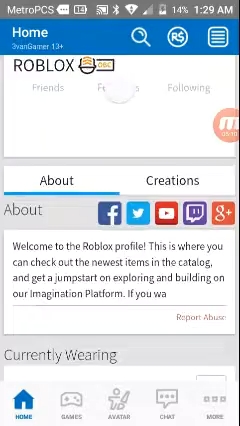 MetroPCS 14 14% 1:29 AM
Home
3vanGamer 13+
R$
ROBLOX OBC
Friends Following
About Creations
About
Welcome to the Roblox profile! This is where you
can check out the newest items in the catalog,
and get a jumpstart on exploring and building on
our Imagination Platform. If you wa
Report Abuse
Currently Wearing
HOME GAMES AVATAR CHAT MORE